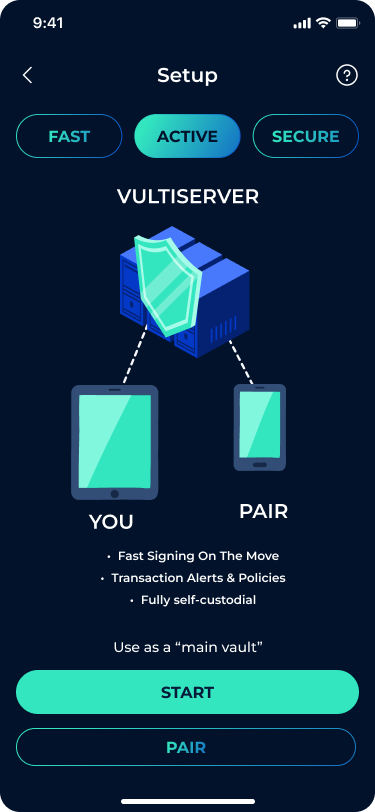 9:41
Setup
FAST
ACTIVE
SECURE
VULTISERVER
YOU
PAIR
• Fast Signing On The Move
• Transaction Alerts & Policies
• Fully self-custodial
Use as a “main vault”
START
PAIR